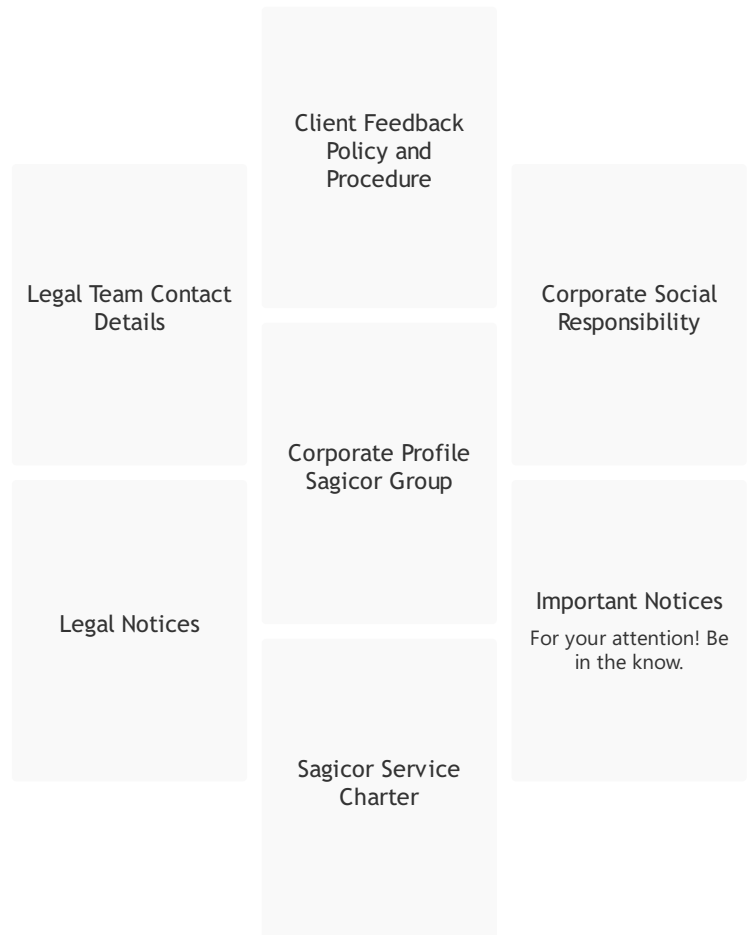 Client Feedback
Policy and
Procedure
Legal Team Contact
Details
Corporate Social
Responsibility
Corporate Profile
Sagicor Group
Legal Notices
Important Notices
For your attention! Be
in the know.
Sagicor Service
Charter